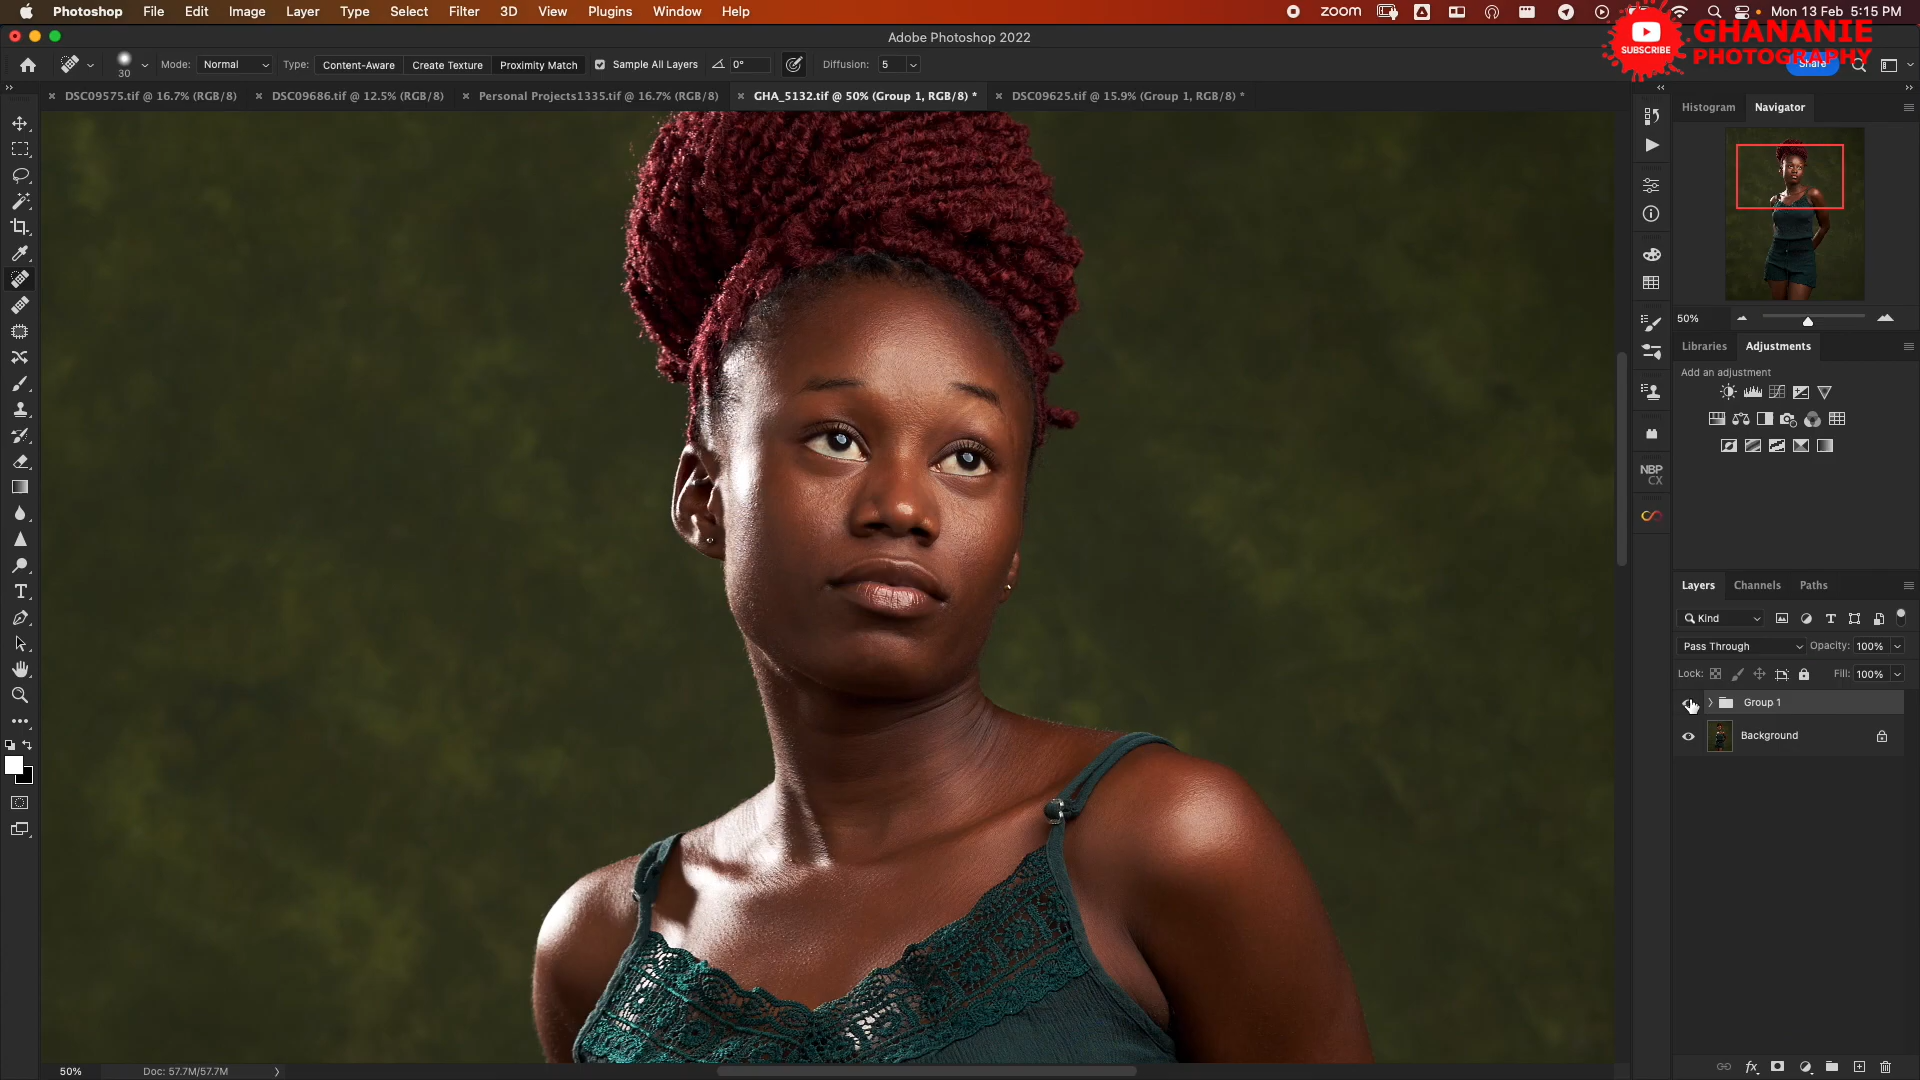 Photoshop File Edit Image Layer Type Select Filter 3D View Plugins Window Help zoom Mon 13 Feb 5:15 PM
Adobe Photoshop 2022
SUBSCRIBE GHANANIE
PHOTOGRAPHY
30 Mode: Normal Type: Content-Aware Create Texture Proximity Match Sample All Layers 0° Diffusion: 5 Share
DSC09575.tif @ 16.7% (RGB/8) DSC09686.tif @ 12.5% (RGB/8) Personal Projects1335.tif @ 16.7% (RGB/8) GHA_5132.tif @ 50% (Group 1, RGB/8) * DSC09625.tif @ 15.9% (Group 1, RGB/8) *
Histogram Navigator
50%
Libraries Adjustments
Add an adjustment
NBP
CX
Layers Channels Paths
Kind
Pass Through Opacity: 100%
Lock: Fill: 100%
Group 1
Background
50% Doc: 57.7M/57.7M